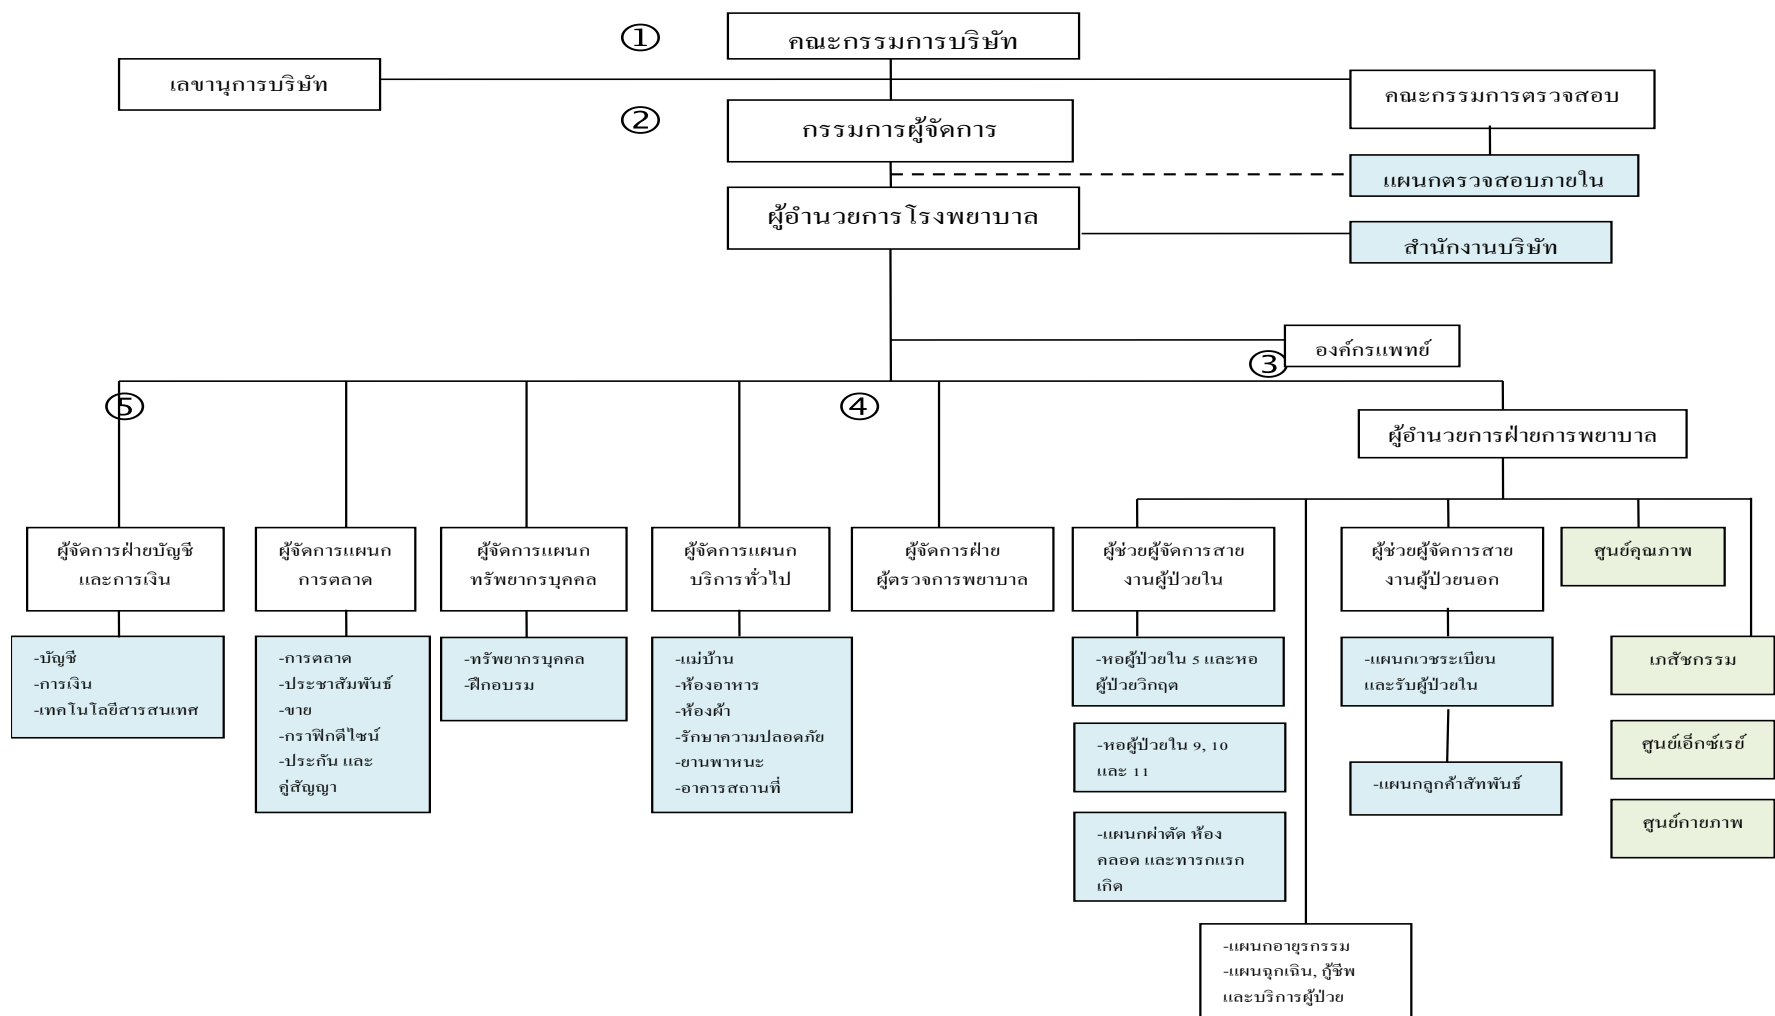 ①
คณะกรรมการบริษัท
เลขานุการบริษัท
คณะกรรมการตรวจสอบ
②
กรรมการผู้จัดการ
แผนกตรวจสอบภายใน
ผู้อำนวยการโรงพยาบาล
สำนักงานบริษัท
องค์กรแพทย์
③
⑤
④
ผู้อำนวยการฝ่ายการพยาบาล
ผู้จัดการฝ่ายบัญชี
และการเงิน
ผู้จัดการแผนก
การตลาด
ผู้จัดการแผนก
ทรัพยากรบุคคล
ผู้จัดการแผนก
บริการทั่วไป
ผู้จัดการฝ่าย
ผู้ตรวจการพยาบาล
ผู้ช่วยผู้จัดการสาย
งานผู้ป่วยใน
ผู้ช่วยผู้จัดการสาย
งานผู้ป่วยนอก
ศูนย์คุณภาพ
-บัญชี
-การเงิน
-เทคโนโลยีสารสนเทศ
-การตลาด
-ประชาสัมพันธ์
-ขาย
-กราฟิกดีไซน์
-ประกัน และ
คู่สัญญา
-ทรัพยากรบุคคล
-ฝึกอบรม
-แม่บ้าน
-ห้องอาหาร
-ห้องผ้า
-รักษาความปลอดภัย
-ยานพาหนะ
-อาคารสถานที่
-หอผู้ป่วยใน 5 และหอ
ผู้ป่วยวิกฤต
-หอผู้ป่วยใน 9, 10
และ 11
-แผนกผ่าตัด ห้อง
คลอด และทารกแรก
เกิด
-แผนกเวชระเบียน
และรับผู้ป่วยใน
-แผนกลูกค้าสัทพันธ์
เภสัชกรรม
ศูนย์เอ็กซ์เรย์
ศูนย์กายภาพ
-แผนกอายุรกรรม
-แผนฉุกเฉิน, กู้ชีพ
และบริการผู้ป่วย